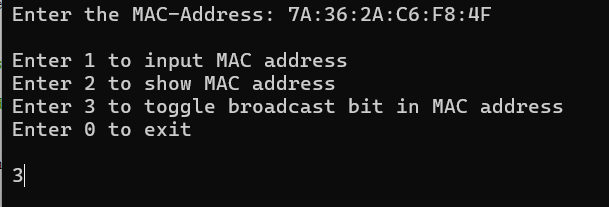 Enter the MAC-Address: 7A:36:2A:C6:F8:4F
Enter 1 to input MAC address
Enter 2 to show MAC address
Enter 3 to toggle broadcast bit in MAC address
Enter 0 to exit
3